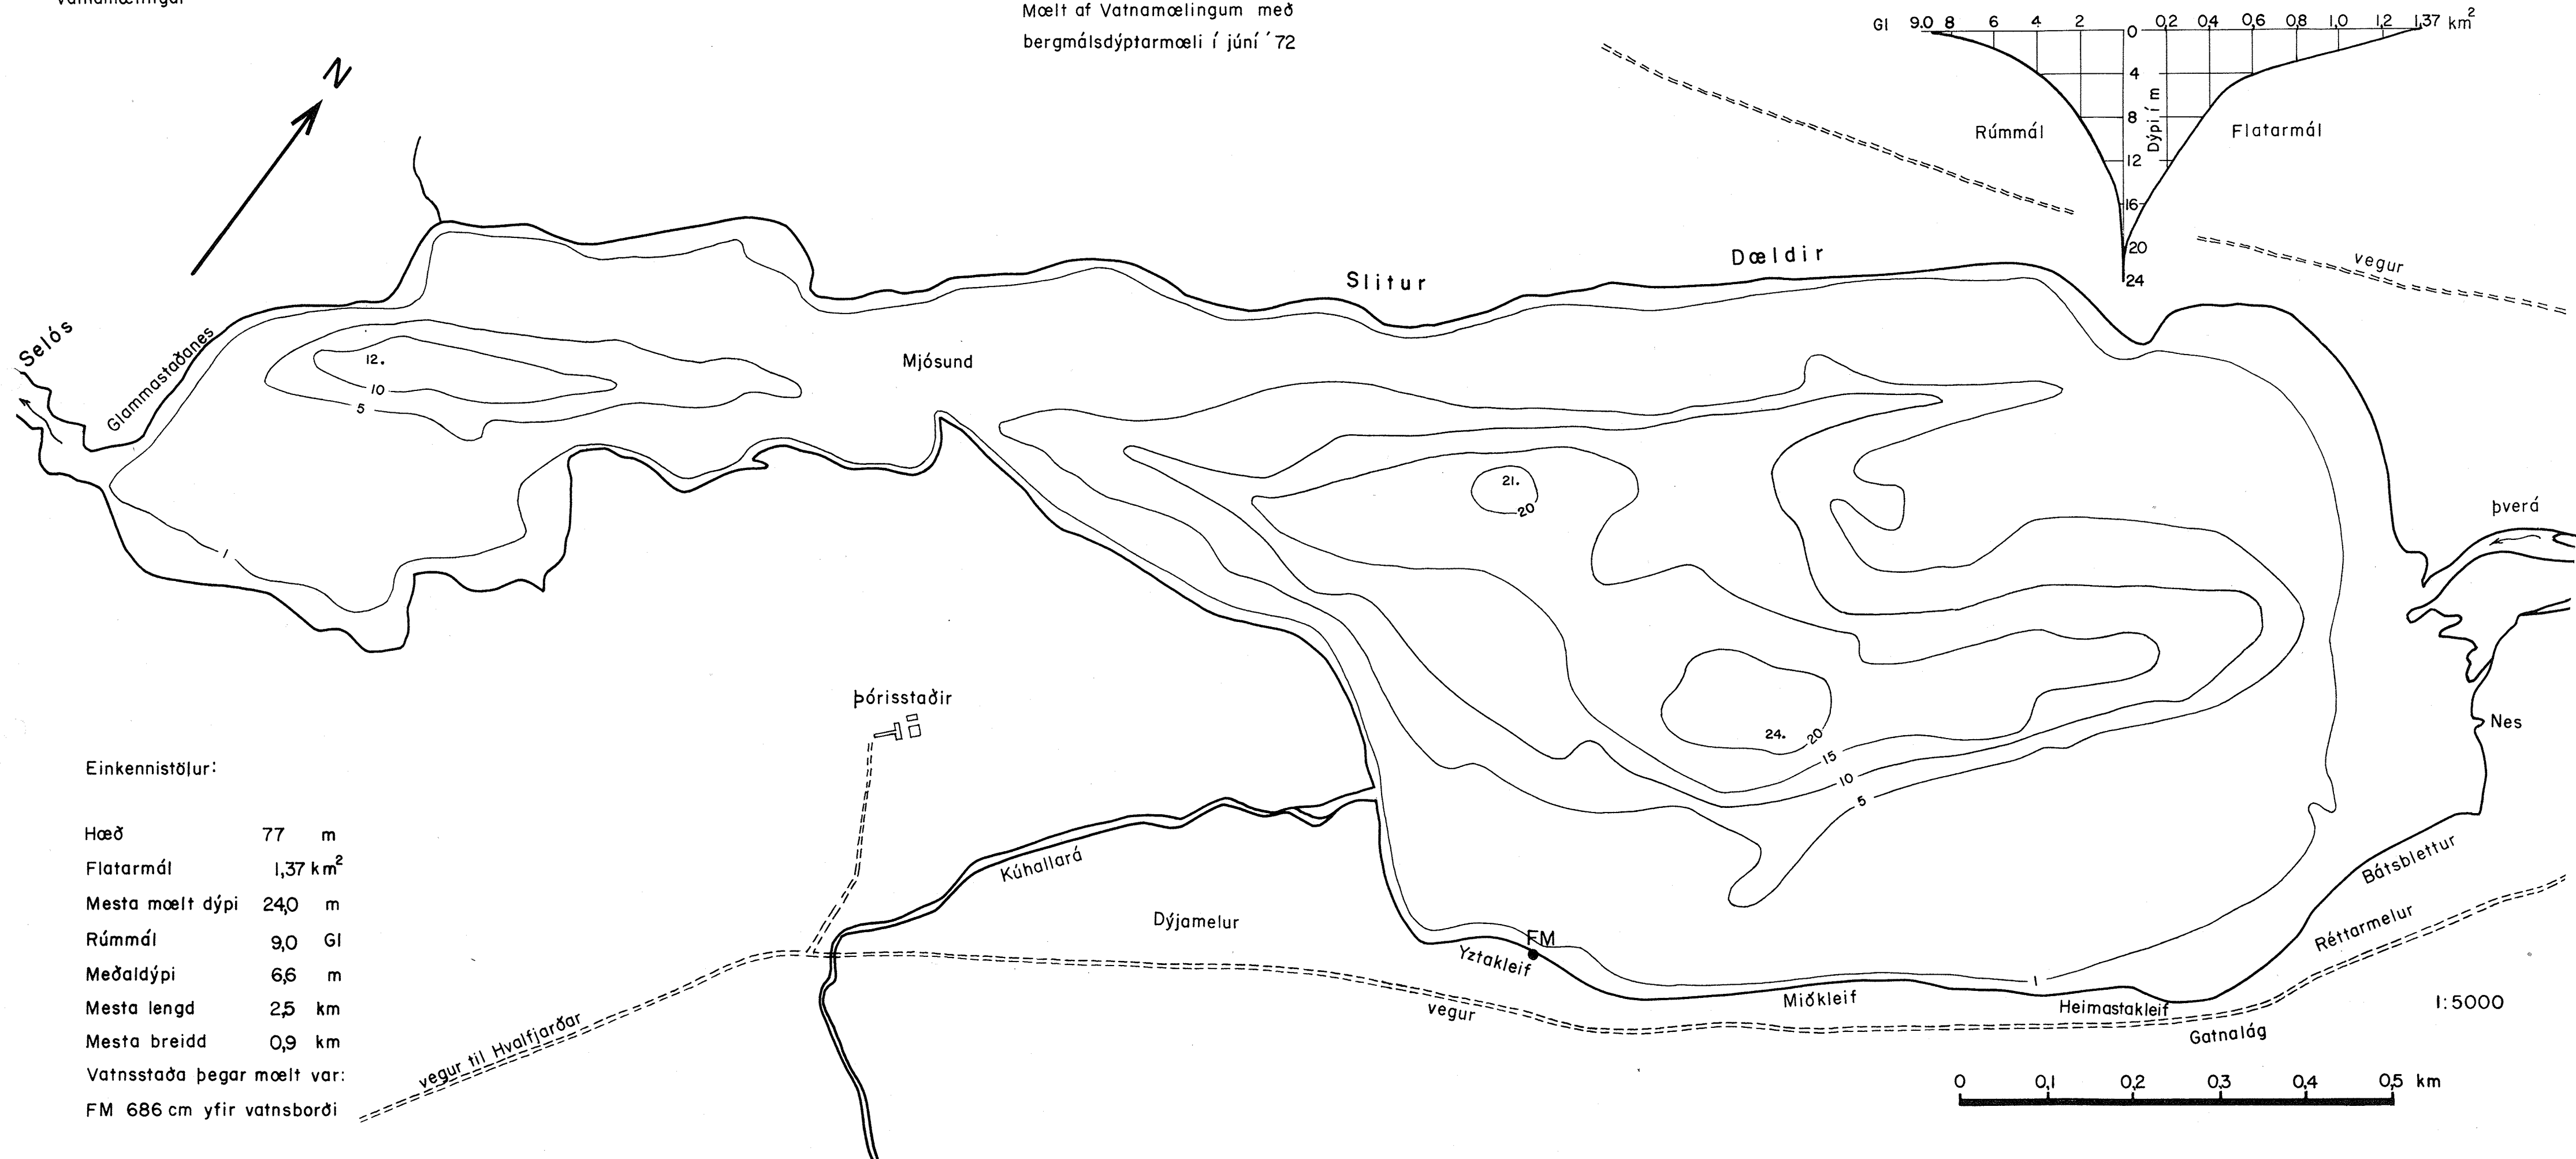 Vatnamælingar
Mælt af Vatnamælingum með
bergmálsdýptarmæli í júní '72
Gl 9.0 8 6 4 2 0,2 0,4 0,6 0,8 1,0 1,2 1,37 km²
0
4
8
12
16
20
24
Dýpi í m
Rúmmál
Flatarmál
N
vegur
Dældir
Slitur
Selós
Glammastaðanes
Mjósund
12.
10
5
1
21.
20
Þverá
Þórisstaðir
24.
20
15
10
5
Nes
Einkennistölur:
Hæð 77 m
Flatarmál 1,37 km²
Mesta mælt dýpi 24,0 m
Rúmmál 9,0 Gl
Meðaldýpi 6,6 m
Mesta lengd 2,5 km
Mesta breidd 0,9 km
Vatnsstaða þegar mælt var:
FM 686 cm yfir vatnsborði
Kúhallará
Dýjamelur
Bátsblettur
Réttarmelur
FM
Yztakleif
1
Miðkleif
Heimastakleif
Gatnalág
vegur
vegur til Hvalfjarðar
1:5000
0 0,1 0,2 0,3 0,4 0,5 km